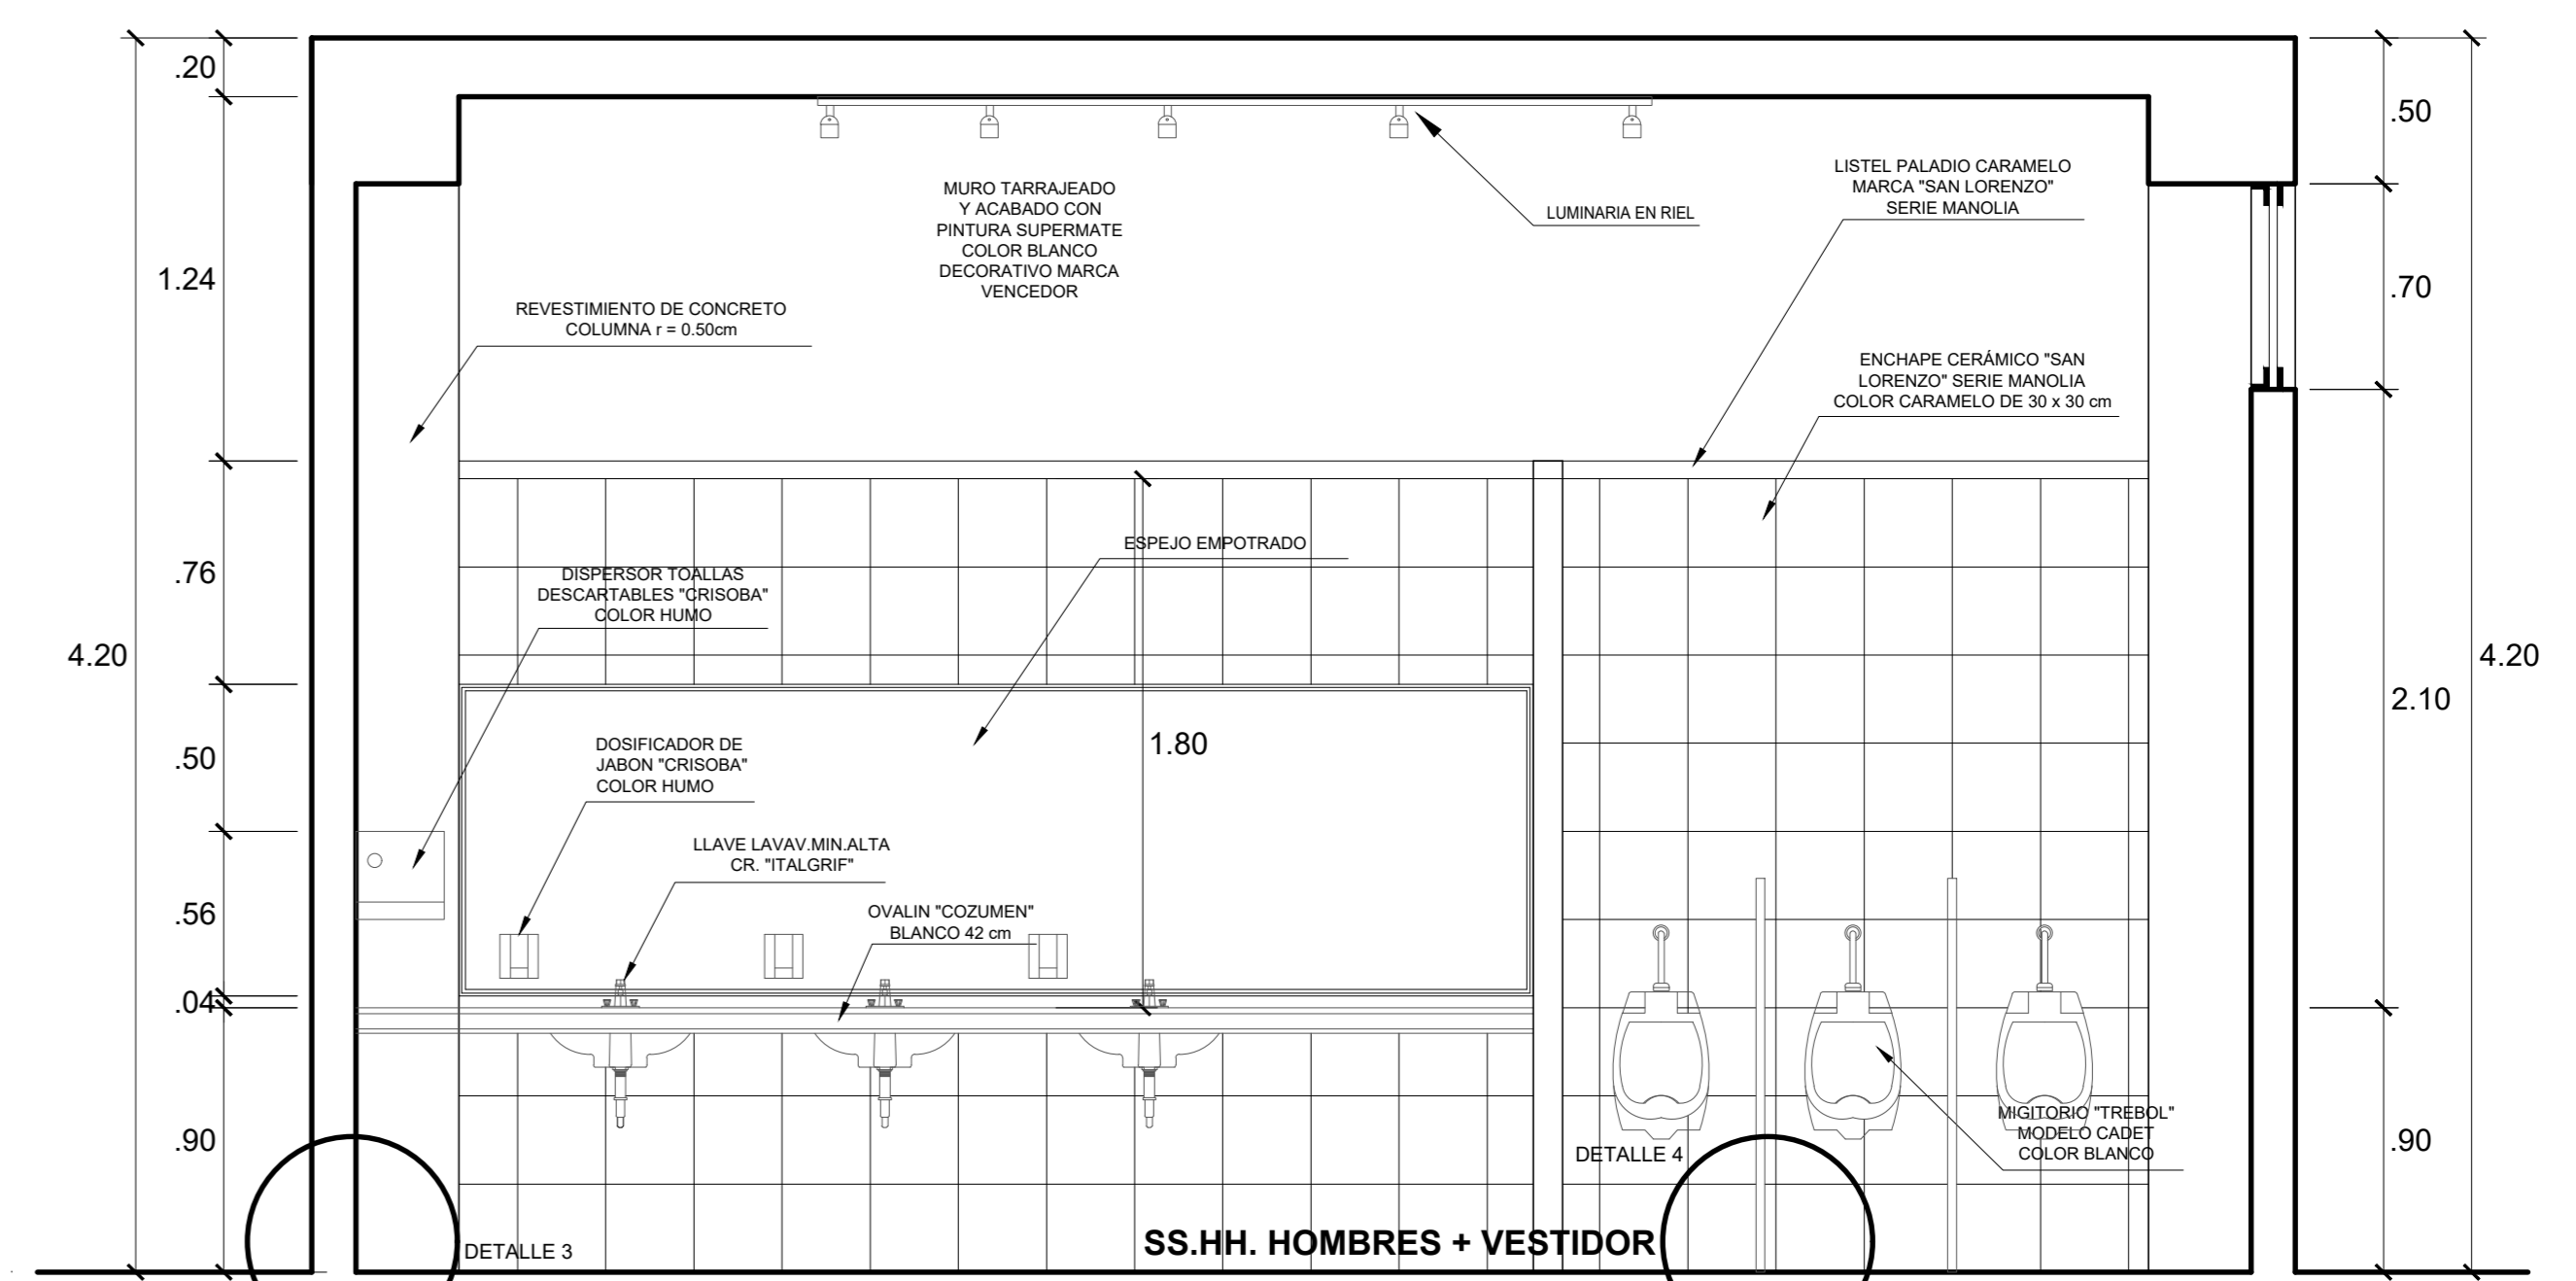 .20
.50
LISTEL PALADIO CARAMELO
MARCA "SAN LORENZO"
SERIE MANOLIA
MURO TARRAJEADO
Y ACABADO CON
PINTURA SUPERMATE
COLOR BLANCO
DECORATIVO MARCA
VENCEDOR
LUMINARIA EN RIEL
1.24
.70
REVESTIMIENTO DE CONCRETO
COLUMNA r = 0.50cm
ENCHAPE CERÁMICO "SAN
LORENZO" SERIE MANOLIA
COLOR CARAMELO DE 30 x 30 cm
ESPEJO EMPOTRADO
.76
DISPERSOR TOALLAS
DESCARTABLES "CRISOBA"
COLOR HUMO
4.20
4.20
2.10
.50
1.80
DOSIFICADOR DE
JABON "CRISOBA"
COLOR HUMO
LLAVE LAVAV.MIN.ALTA
CR. "ITALGRIF"
.56
OVALIN "COZUMEN"
BLANCO 42 cm
.04
MIGITORIO "TREBOL"
MODELO CADET
COLOR BLANCO
.90
.90
DETALLE 4
SS.HH. HOMBRES + VESTIDOR
DETALLE 3